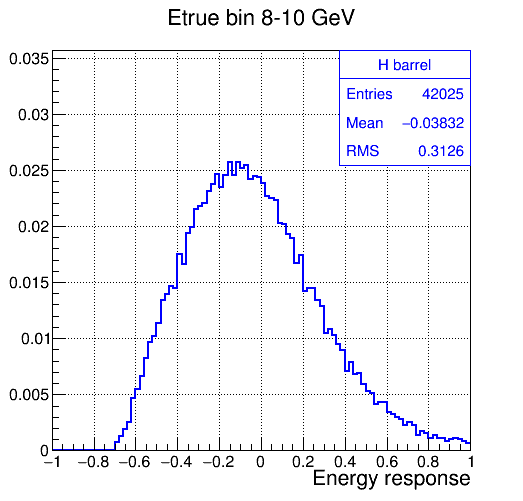 Etrue bin 8-10 GeV
H barrel
Entries 42025
Mean −0.03832
RMS 0.3126
0.035
0.03
0.025
0.02
0.015
0.01
0.005
0
−1 −0.8 −0.6 −0.4 −0.2 0 0.2 0.4 0.6 0.8 1
Energy response